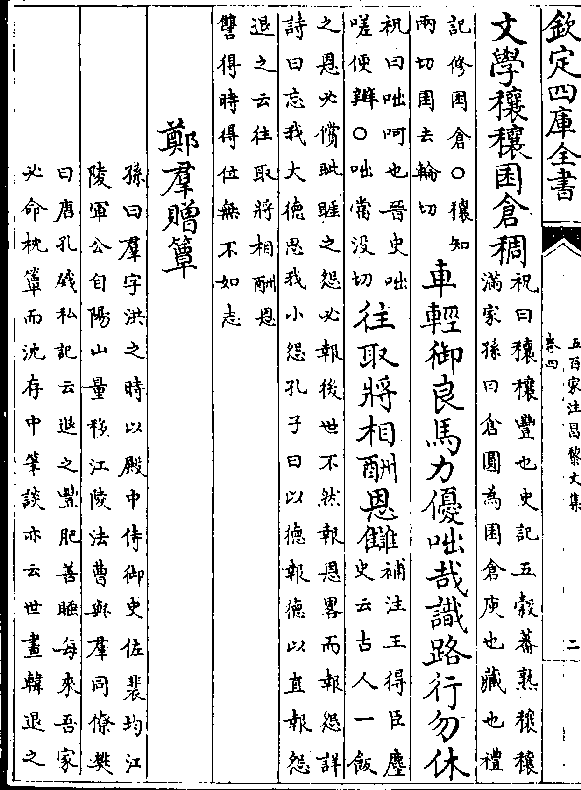 欽定四庫全書
五百家注昌黎文集
卷四
二
文學穰穰囷倉稠
祝曰穰穰豐也史記五穀蕃熟穰穰
滿家孫曰倉圓為囷倉庾也藏也禮
記修囷倉○穰知
兩切囷去輪切
車輕御良馬力優咄哉識路行勿休
祝曰咄呵也晉史咄
嗟便辦○咄當没切
往取將相酬恩讎
補注王得臣塵
史云古人一飯
之恩必償眦睚之怨必報後世不然報恩畧而報怨詳
詩曰忘我大德思我小怨孔子曰以德報德以直報怨
退之云往取將相酬恩
讐得時得位無不如志
鄭羣贈簟
孫曰羣字洪之時以殿中侍御史佐裴均江
陵軍公自陽山量移江陵法曹與羣同僚樊
曰唐孔戣私記云退之豐肥善睡每來吾家
必命枕簟而沈存中筆談亦云世畫韓退之